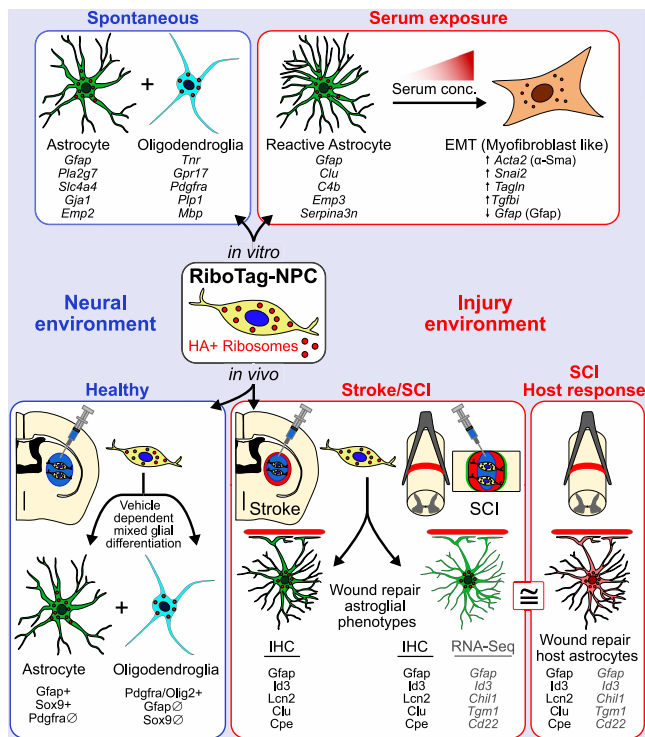 Spontaneous
Serum exposure
+
Serum conc.
Astrocyte
Gfap
Pla2g7
Slc4a4
Gja1
Emp2
Oligodendroglia
Tnr
Gpr17
Pdgfra
Plp1
Mbp
Reactive Astrocyte
Gfap
Clu
C4b
Emp3
Serpina3n
EMT (Myofibroblast like)
↑ Acta2 (α-Sma)
↑ Snai2
↑ Tagln
↑Tgfbi
↓ Gfap (Gfap)
in vitro
RiboTag-NPC
HA+ Ribosomes
in vivo
Neural
environment
Injury
environment
Healthy
Stroke/SCI
SCI
Host response
Vehicle
dependent
mixed glial
differentiation
+
Astrocyte
Gfap+
Sox9+
Pdgfra∅
Oligodendroglia
Pdgfra/Olig2+
Gfap∅
Sox9∅
Stroke
SCI
Wound repair
astroglial
phenotypes
IHC
Gfap
Id3
Lcn2
Clu
Cpe
IHC
Gfap
Id3
Lcn2
Clu
Cpe
RNA-Seq
Gfap
Id3
Chil1
Tgm1
Cd22
≅
Wound repair
host astrocytes
Gfap
Id3
Lcn2
Clu
Cpe
Gfap
Id3
Chil1
Tgm1
Cd22